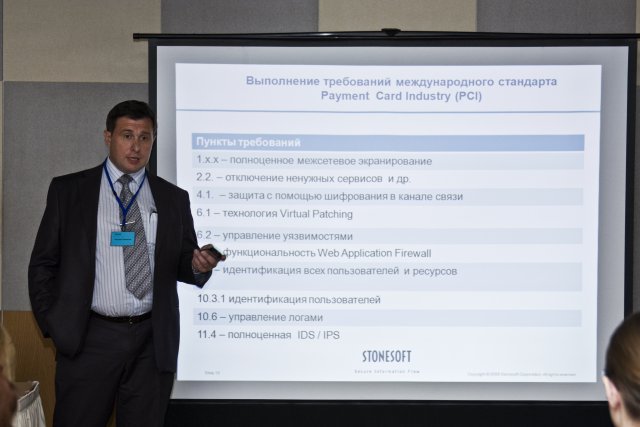 Выполнение требований международного стандарта
Payment Card Industry (PCI)
Пункты требований
1.x.x – полноценное межсетевое экранирование
2.2. – отключение ненужных сервисов и др.
4.1. – защита с помощью шифрования в канале связи
6.1 – технология Virtual Patching
6.2 – управление уязвимостями
функциональность Web Application Firewall
– идентификация всех пользователей и ресурсов
10.3.1 идентификация пользователей
10.6 – управление логами
11.4 – полноценная IDS / IPS
STONESOFT
Secure Information Flow